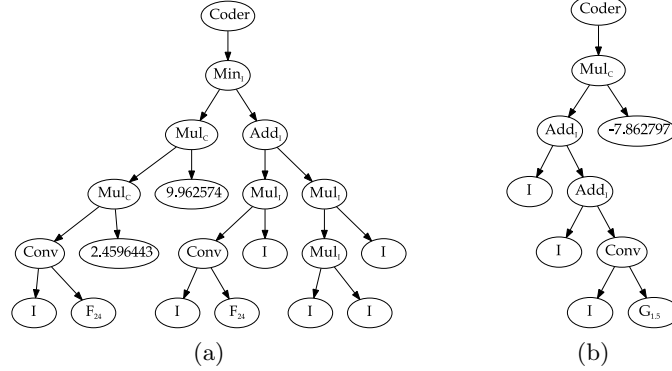 Coder
Coder
Min_I
Mul_C
Mul_C
Add_I
Add_I
-7.862797
Mul_C
9.962574
Mul_I
Mul_I
I
Add_I
Conv
2.4596443
Conv
I
Mul_I
I
I
Conv
I
F_24
I
F_24
I
I
I
G_1.5
(a)
(b)